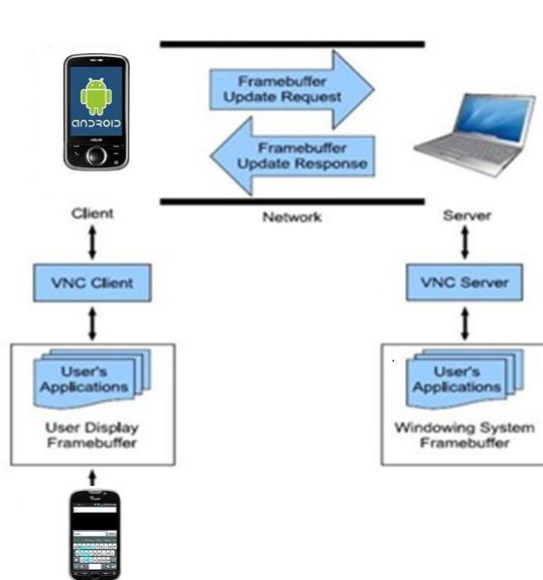 Framebuffer
Update Request
Framebuffer
Update Response
ANDROID
ASUS
Client
Network
Server
VNC Client
VNC Server
User's
Applications
User Display
Framebuffer
User's
Applications
Windowing System
Framebuffer